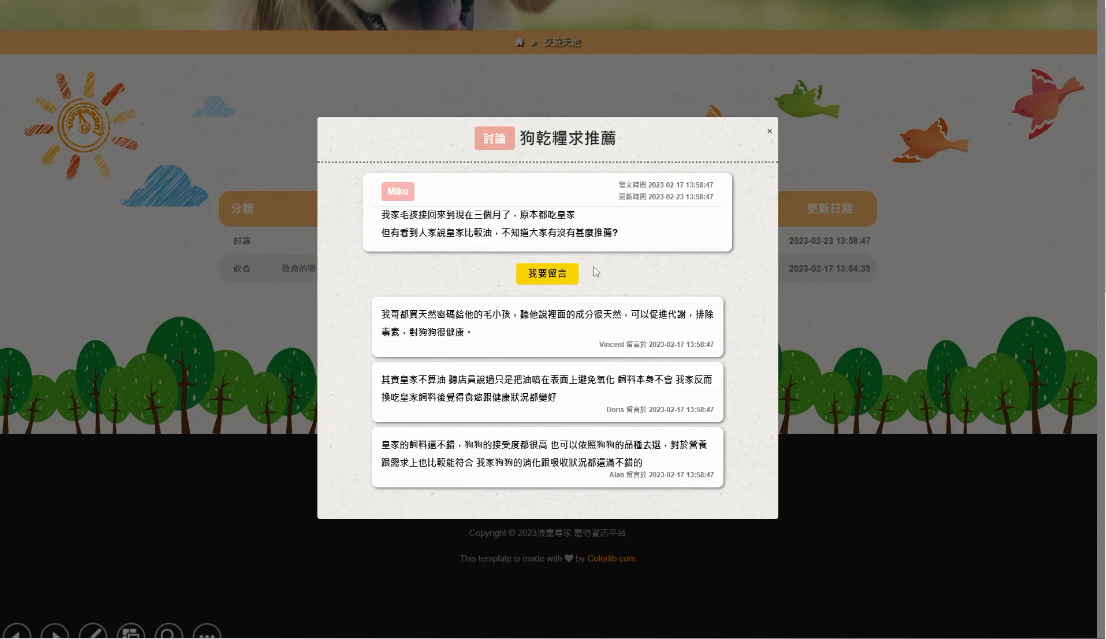 交流天地
討論 狗乾糧求推薦
×
Miku
發文時間 2023-02-17 13:58:47
更新時間 2023-02-23 13:58:47
我家毛孩接回來到現在三個月了，原本都吃皇家
但有看到人家說皇家比較油，不知道大家有沒有甚麼推薦?
我要留言
我哥都買天然密碼給他的毛小孩，聽他說裡面的成分很天然，可以促進代謝，排除
毒素，對狗狗很健康。
Vincent 留言於 2023-02-17 13:58:47
其實皇家不算油 聽店員說過只是把油噴在表面上避免氧化 飼料本身不會 我家反而
換吃皇家飼料後覺得食慾跟健康狀況都變好
Doris 留言於 2023-02-17 13:58:47
皇家的飼料還不錯，狗狗的接受度都很高 也可以依照狗狗的品種去選，對於營養
跟需求上也比較能符合 我家狗狗的消化跟吸收狀況都還滿不錯的
Alan 留言於 2023-02-17 13:58:47
分類
更新日期
討論
2023-02-23 13:58:47
飲食 致命的嘔
2023-02-17 13:54:39
Copyright © 2023浪寵尋家 寵物資訊平台
This template is made with ♥ by Colorlib.com